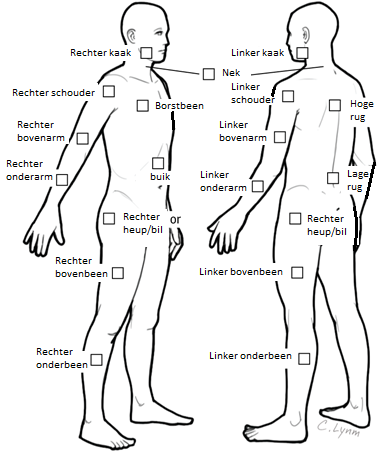 Rechter kaak
Linker kaak
Nek
Rechter schouder
Borstbeen
Linker
schouder
Hoge
rug
Rechter
bovenarm
Linker
bovenarm
Rechter
onderarm
buik
Linker
onderarm
Lage
rug
Rechter
heup/bil
or
Rechter
heup/bil
Rechter
bovenbeen
Linker bovenbeen
Rechter
onderbeen
Linker onderbeen
C. Lynm